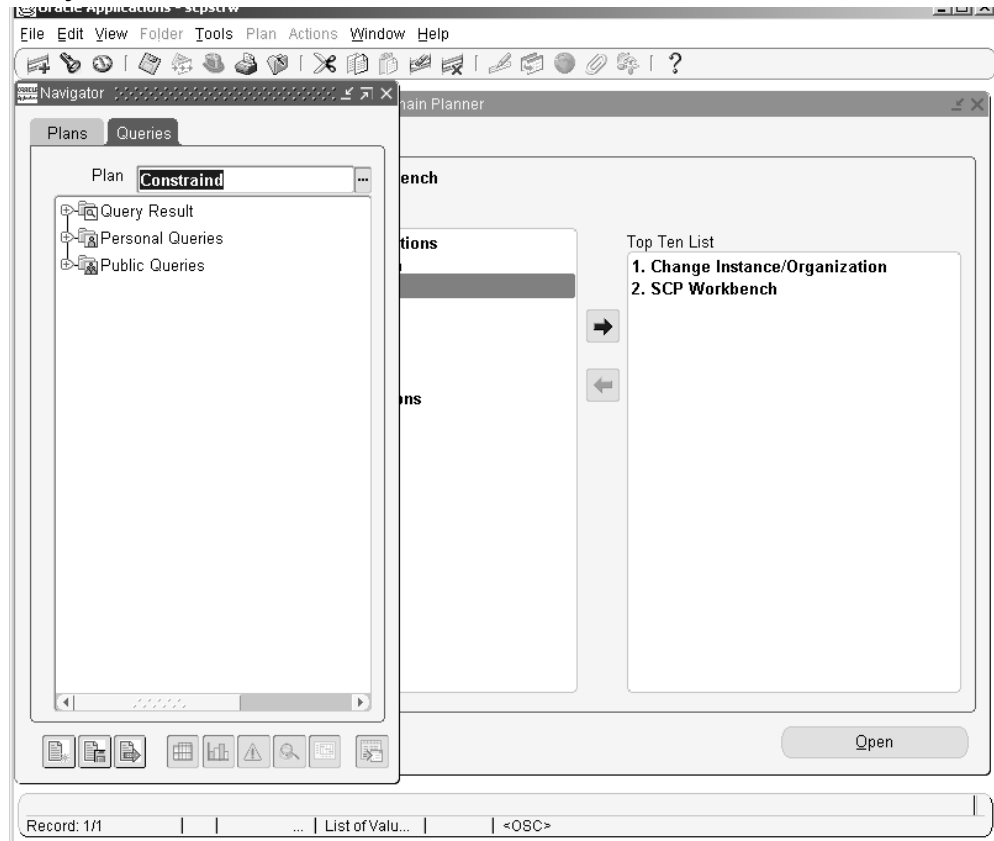 Oracle Applications - scpstrw
File Edit View Folder Tools Plan Actions Window Help
Navigator
hain Planner
Plans Queries
Plan Constraind
ench
Query Result
Personal Queries
Public Queries
tions
ons
Top Ten List
1. Change Instance/Organization
2. SCP Workbench
Open
Record: 1/1 ... List of Valu... <OSC>